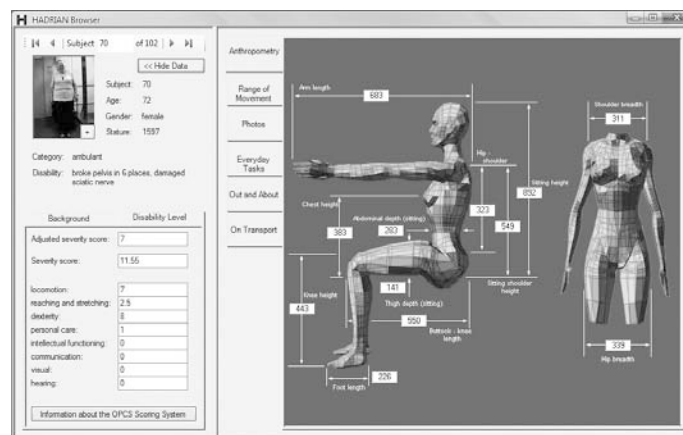 HADRIAN Browser
Subject 70 of 102
<< Hide Data
Subject: 70
Age: 72
Gender: female
Stature: 1597
+
Category: ambulant
Disability: broke pelvis in 6 places, damaged
sciatic nerve
Background Disability Level
Adjusted severity score: 7
Severity score: 11.55
locomotion: 7
reaching and stretching: 2.5
dexterity: 8
personal care: 1
intellectual functioning: 0
communication: 0
visual: 0
hearing: 0
Information about the OPCS Scoring System
Anthropometry
Range of
Movement
Photos
Everyday
Tasks
Out and About
On Transport
Arm length
683
Hip -
shoulder
323
Sitting height
892
549
Sitting shoulder
height
Chest height
383
Abdominal depth (sitting)
283
Knee height
443
141
Thigh depth (sitting)
550
Buttock - knee
length
Foot length
226
Shoulder breadth
311
339
Hip breadth